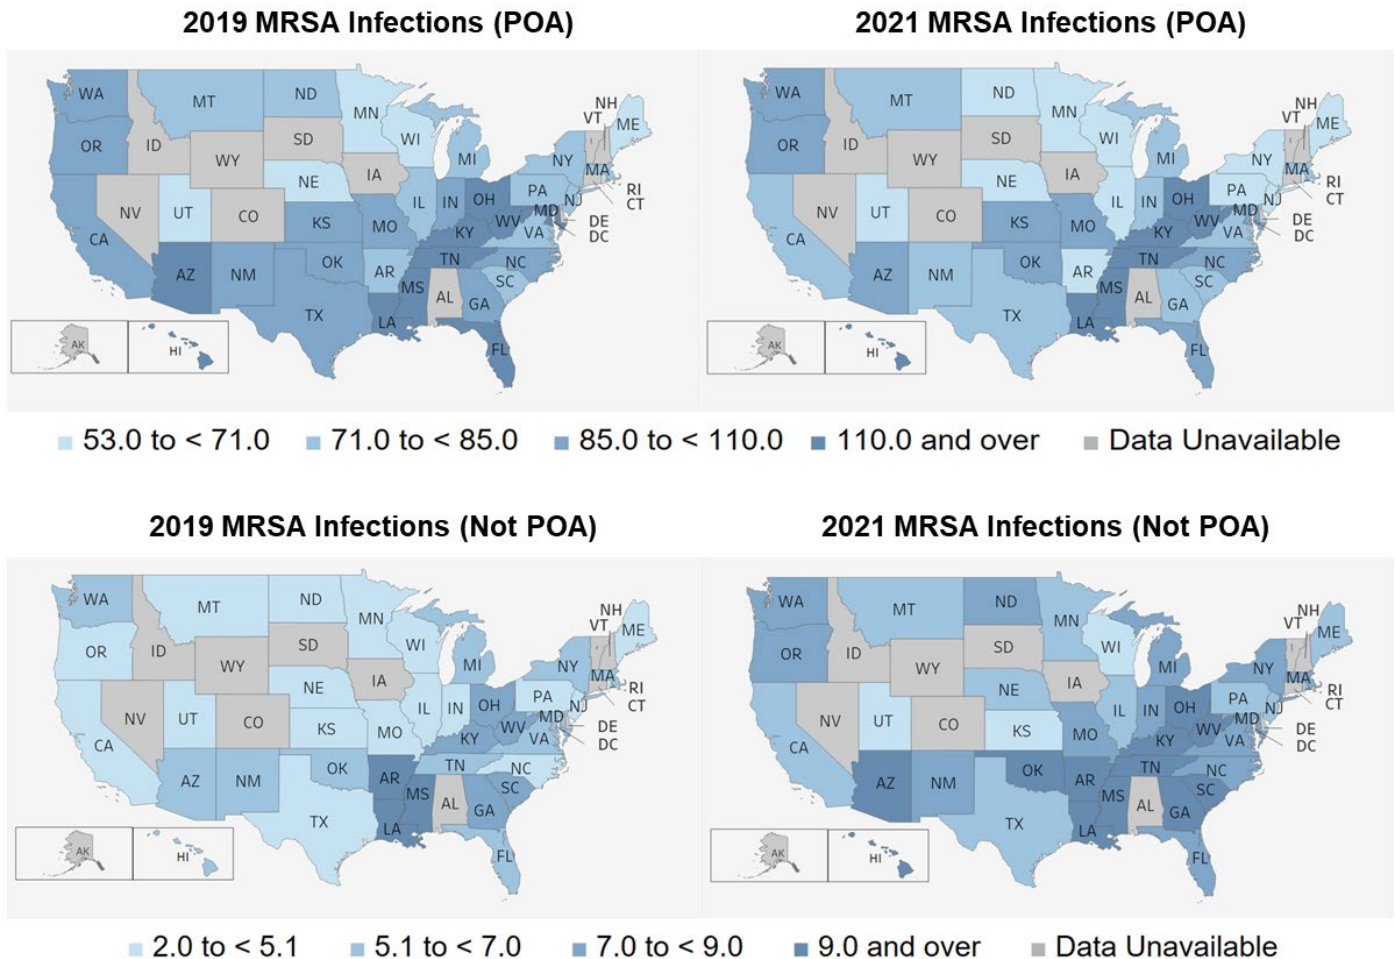 2019 MRSA Infections (POA)
2021 MRSA Infections (POA)
WA
MT
ND
MN
WI
MI
NY
VT
NH
ME
OR
ID
WY
SD
IA
NE
IL
IN
OH
PA
MA
RI
CT
NJ
DE
DC
MD
NV
UT
CO
KS
MO
KY
WV
VA
CA
AZ
NM
OK
AR
TN
NC
SC
TX
LA
MS
AL
GA
FL
AK
HI
WA
MT
ND
MN
WI
MI
NY
VT
NH
ME
OR
ID
WY
SD
IA
NE
IL
IN
OH
PA
MA
RI
CT
NJ
DE
DC
MD
NV
UT
CO
KS
MO
KY
WV
VA
CA
AZ
NM
OK
AR
TN
NC
SC
TX
LA
MS
AL
GA
FL
AK
HI
53.0 to < 71.0
71.0 to < 85.0
85.0 to < 110.0
110.0 and over
Data Unavailable
2019 MRSA Infections (Not POA)
2021 MRSA Infections (Not POA)
WA
MT
ND
MN
WI
MI
NY
VT
NH
ME
OR
ID
WY
SD
IA
NE
IL
IN
OH
PA
MA
RI
CT
NJ
DE
DC
MD
NV
UT
CO
KS
MO
KY
WV
VA
CA
AZ
NM
OK
AR
TN
NC
SC
TX
LA
MS
AL
GA
FL
AK
HI
WA
MT
ND
MN
WI
MI
NY
VT
NH
ME
OR
ID
WY
SD
IA
NE
IL
IN
OH
PA
MA
RI
CT
NJ
DE
DC
MD
NV
UT
CO
KS
MO
KY
WV
VA
CA
AZ
NM
OK
AR
TN
NC
SC
TX
LA
MS
AL
GA
FL
AK
HI
2.0 to < 5.1
5.1 to < 7.0
7.0 to < 9.0
9.0 and over
Data Unavailable